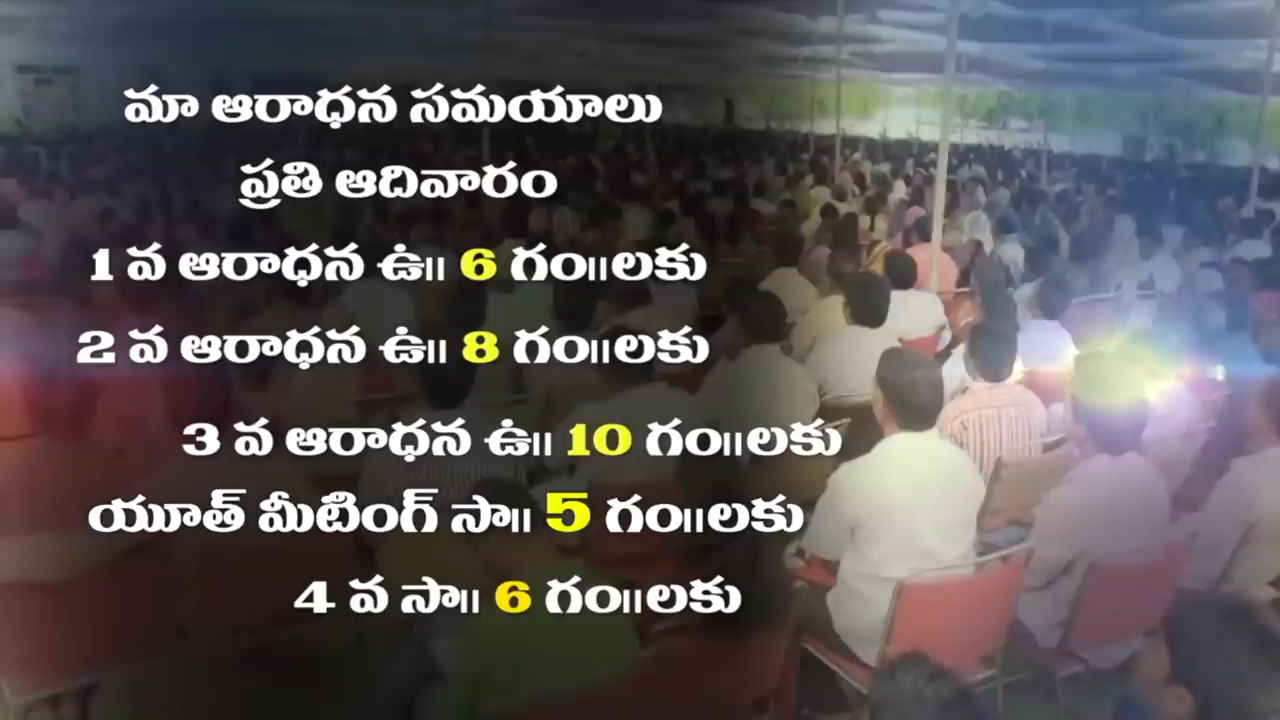 మా ఆరాధన సమయాలు
ప్రతి ఆదివారం
1 వ ఆరాధన ఉ॥ 6 గం॥లకు
2 వ ఆరాధన ఉ॥ 8 గం॥లకు
3 వ ఆరాధన ఉ॥ 10 గం॥లకు
యూత్ మీటింగ్ సా॥ 5 గం॥లకు
4 వ సా॥ 6 గం॥లకు